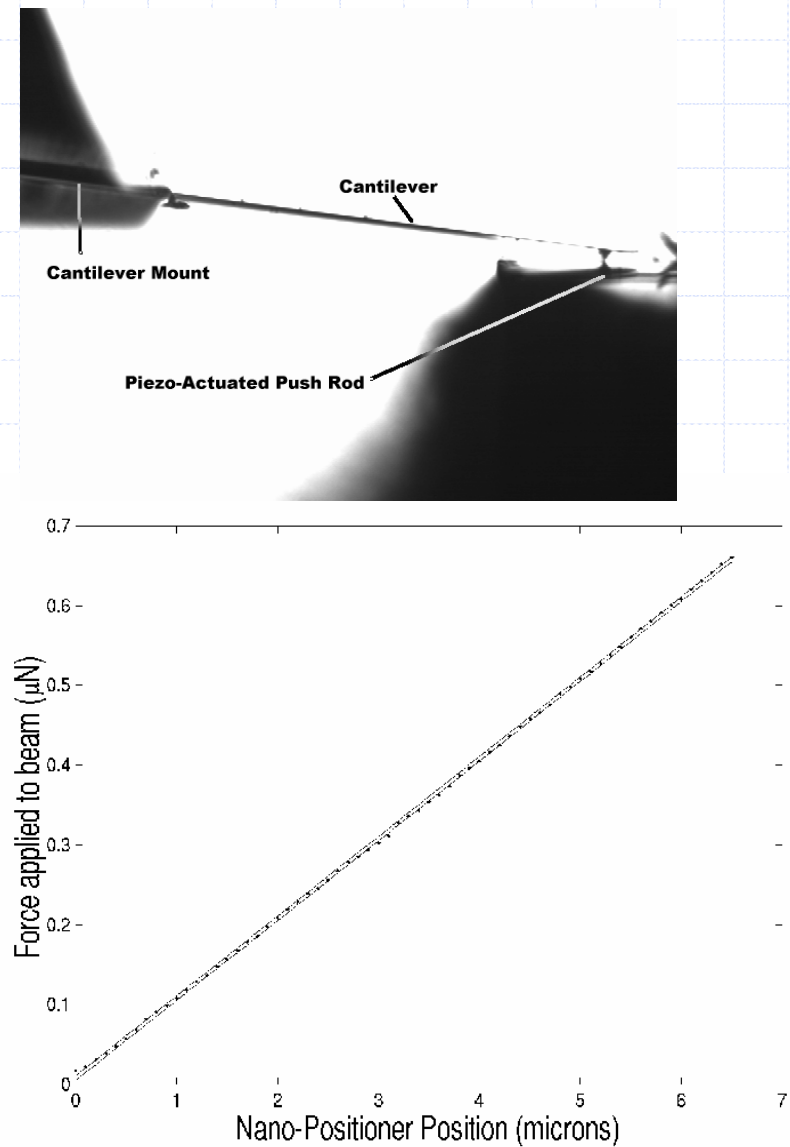 Cantilever
Cantilever Mount
Piezo-Actuated Push Rod
0.7
0.6
0.5
0.4
0.3
0.2
0.1
0
Force applied to beam (μN)
0 1 2 3 4 5 6 7
Nano-Positioner Position (microns)